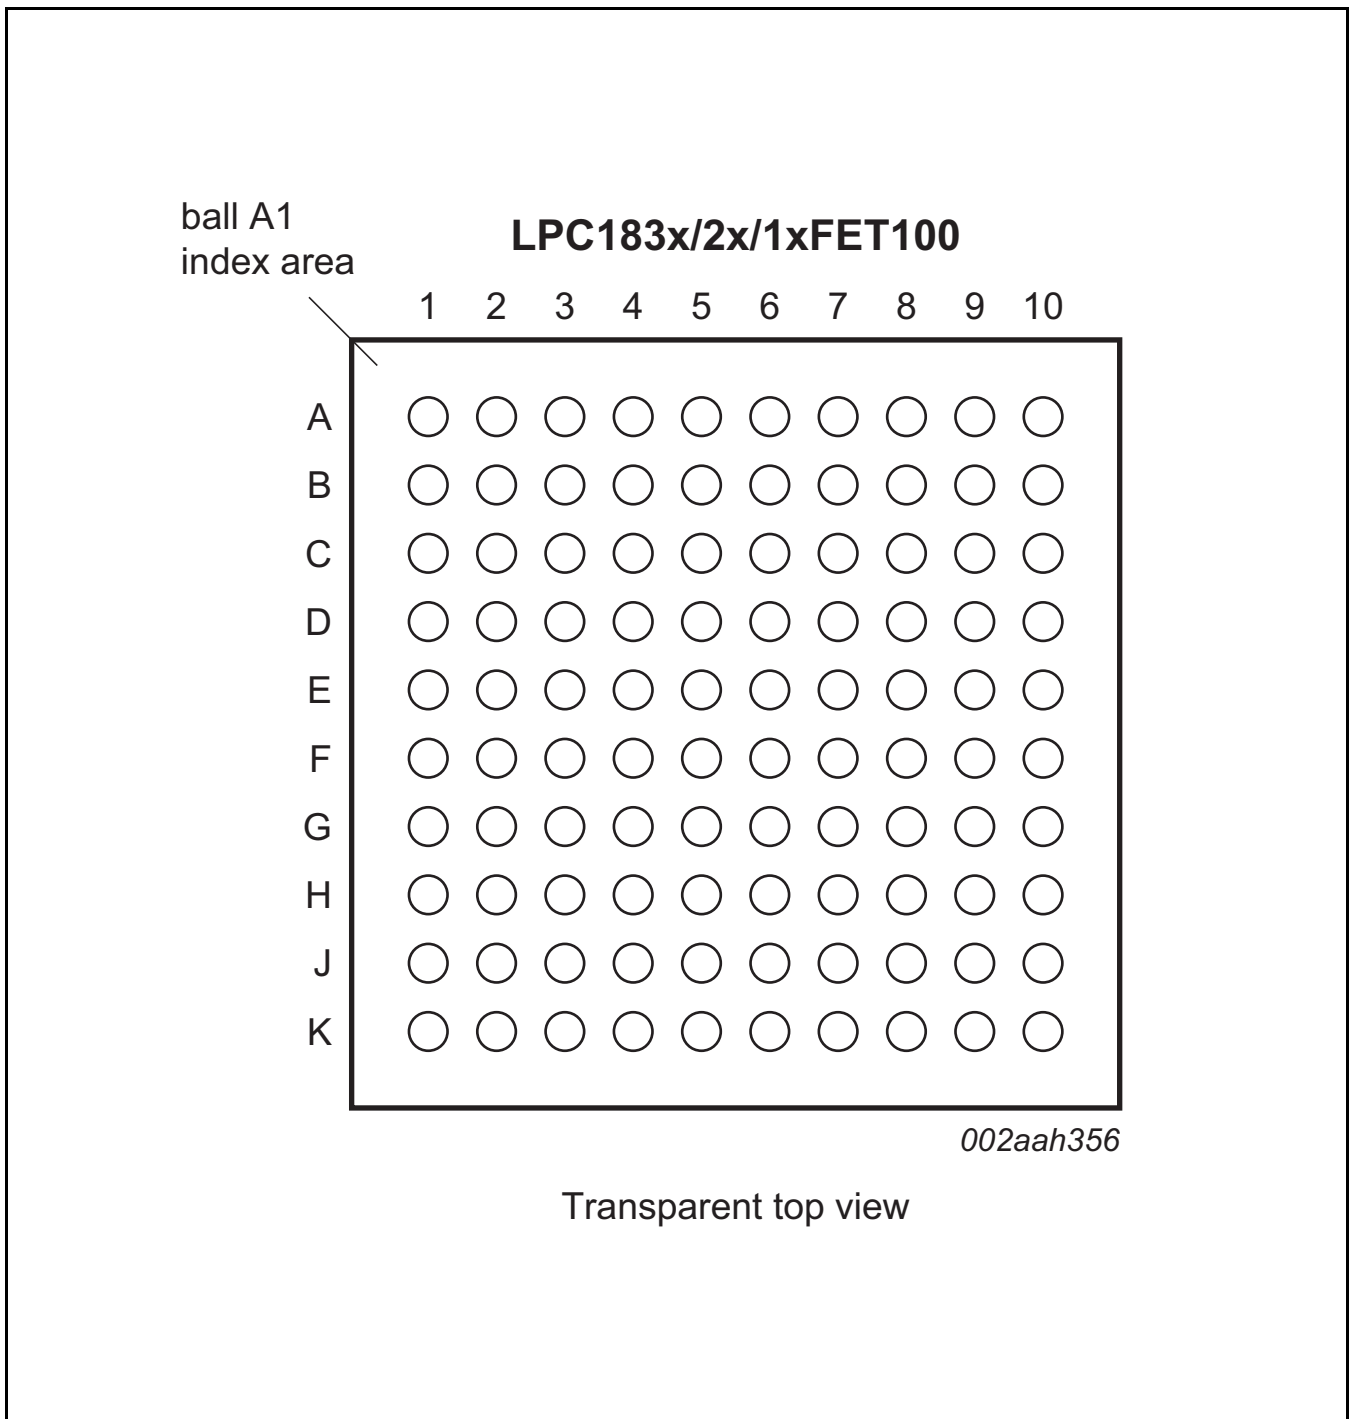 ball A1
index area
LPC183x/2x/1xFET100
1 2 3 4 5 6 7 8 9 10
A
B
C
D
E
F
G
H
J
K
002aah356
Transparent top view